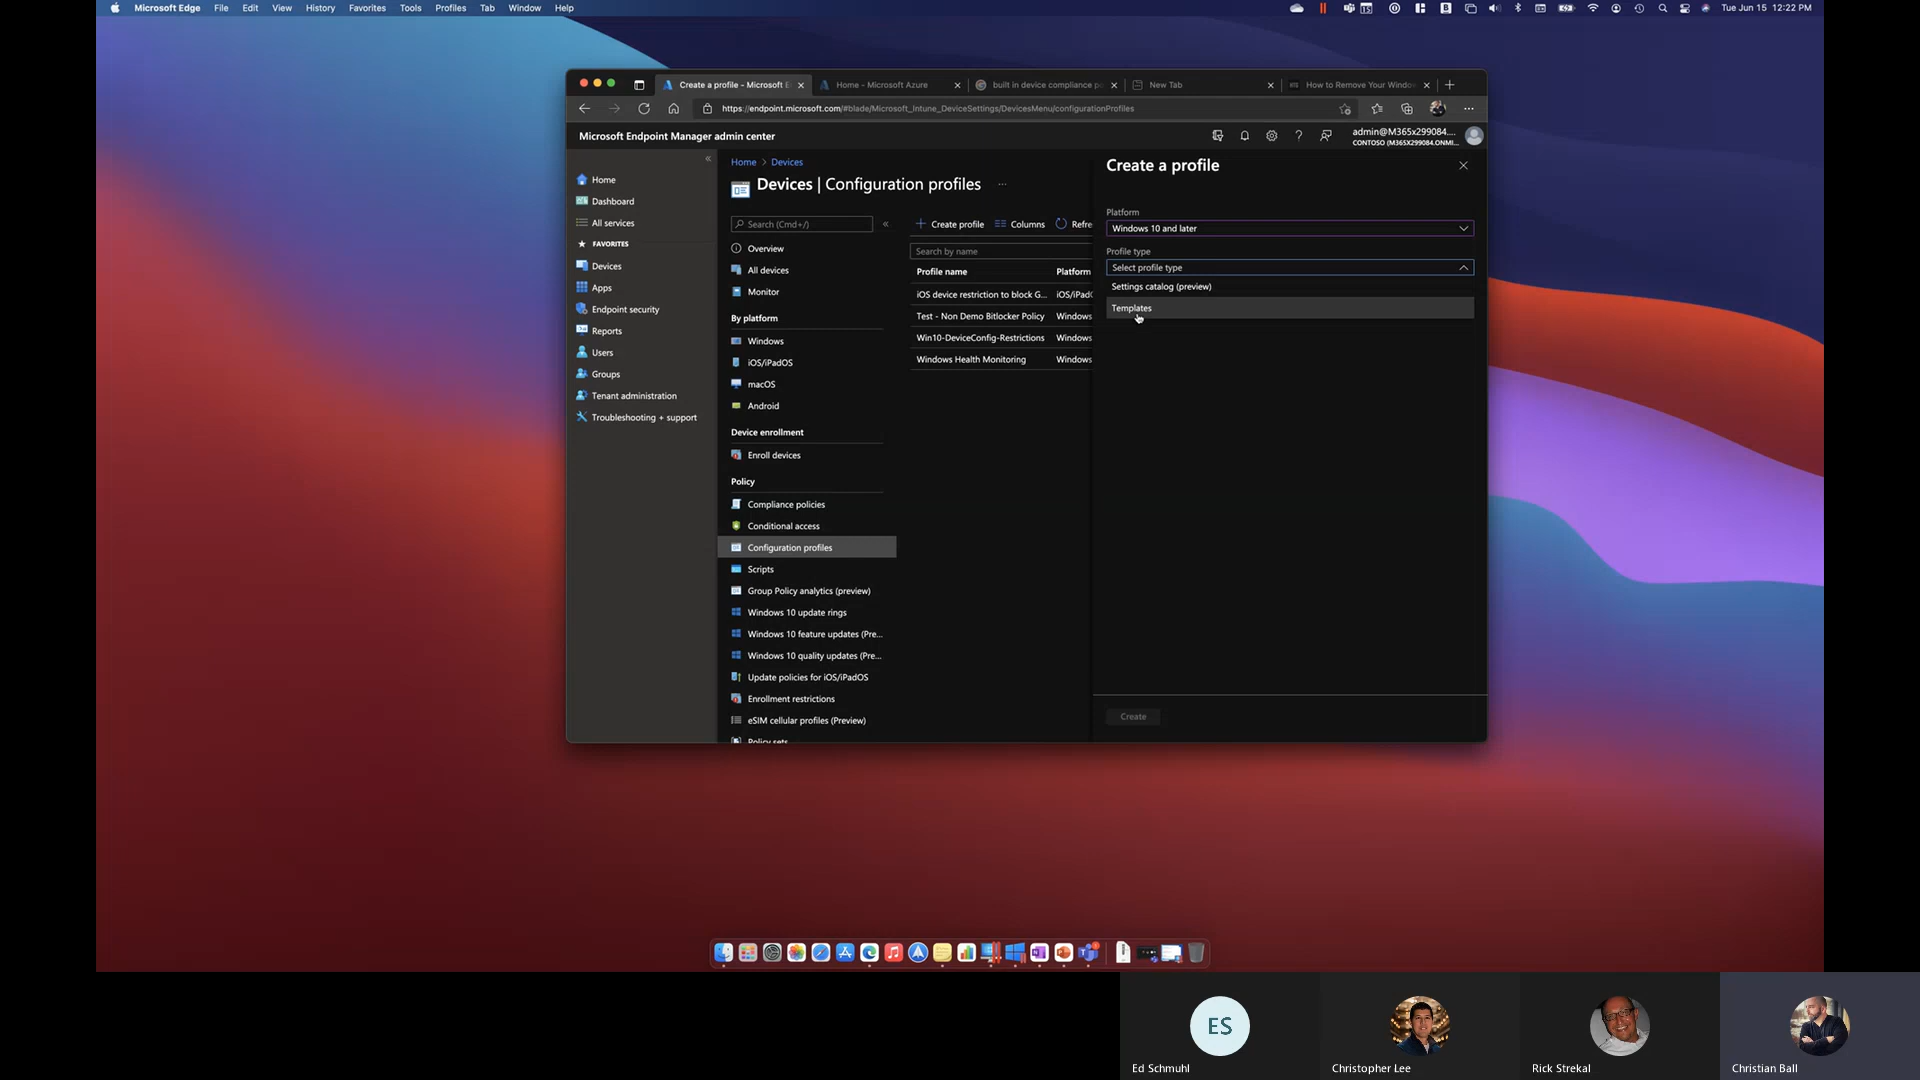 Microsoft Edge File Edit View History Favorites Tools Profiles Tab Window Help
Tue Jun 15 12:22 PM
Create a profile - Microsoft E
Home - Microsoft Azure
built in device compliance po
New Tab
How to Remove Your Windo
https://endpoint.microsoft.com/#blade/Microsoft_Intune_DeviceSettings/DevicesMenu/configurationProfiles
Microsoft Endpoint Manager admin center
admin@M365x299084....
CONTOSO (M365X299084.ONMI...
Home
Dashboard
All services
FAVORITES
Devices
Apps
Endpoint security
Reports
Users
Groups
Tenant administration
Troubleshooting + support
Home > Devices
Devices | Configuration profiles ...
Search (Cmd+/)
Overview
All devices
Monitor
By platform
Windows
iOS/iPadOS
macOS
Android
Device enrollment
Enroll devices
Policy
Compliance policies
Conditional access
Configuration profiles
Scripts
Group Policy analytics (preview)
Windows 10 update rings
Windows 10 feature updates (Pre...
Windows 10 quality updates (Pre...
Update policies for iOS/iPadOS
Enrollment restrictions
eSIM cellular profiles (Preview)
Policy sets
Create profile Columns Refre
Search by name
Profile name Platform
iOS device restriction to block G... iOS/iPadO
Test - Non Demo Bitlocker Policy Windows
Win10-DeviceConfig-Restrictions Windows
Windows Health Monitoring Windows
Create a profile
Platform
Windows 10 and later
Profile type
Select profile type
Settings catalog (preview)
Templates
Create
ES
Ed Schmuhl
Christopher Lee
Rick Strekal
Christian Ball